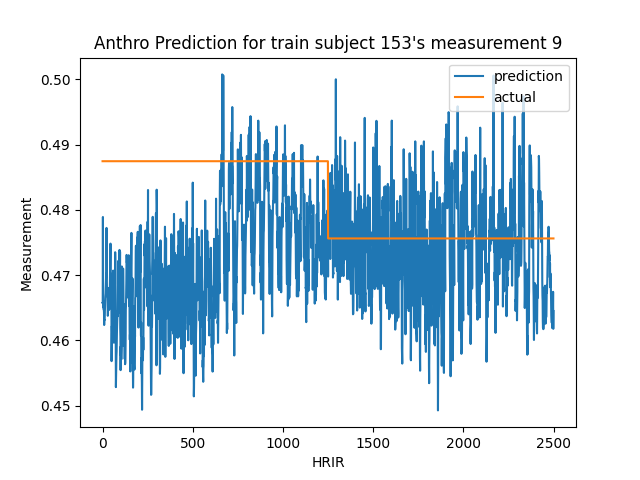 Anthro Prediction for train subject 153's measurement 9
0.50
0.49
0.48
0.47
0.46
0.45
Measurement
prediction
actual
0
500
1000
1500
2000
2500
HRIR